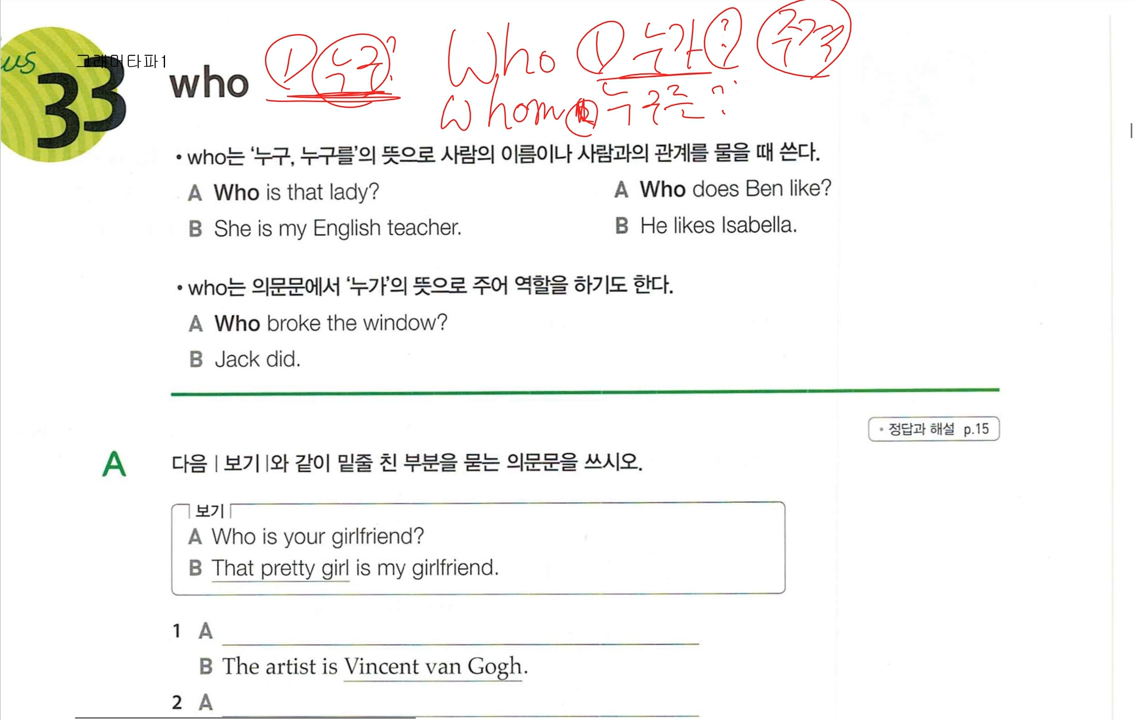 us
33
그래머타파1
who ① 누구? Who ① 누가? 주격
whom 누구를?
• who는 ‘누구, 누구를’의 뜻으로 사람의 이름이나 사람과의 관계를 물을 때 쓴다.
A Who is that lady? A Who does Ben like?
B She is my English teacher. B He likes Isabella.
• who는 의문문에서 ‘누가’의 뜻으로 주어 역할을 하기도 한다.
A Who broke the window?
B Jack did.
• 정답과 해설 p.15
A 다음 |보기|와 같이 밑줄 친 부분을 묻는 의문문을 쓰시오.
보기
A Who is your girlfriend?
B That pretty girl is my girlfriend.
1 A
B The artist is Vincent van Gogh.
2 A